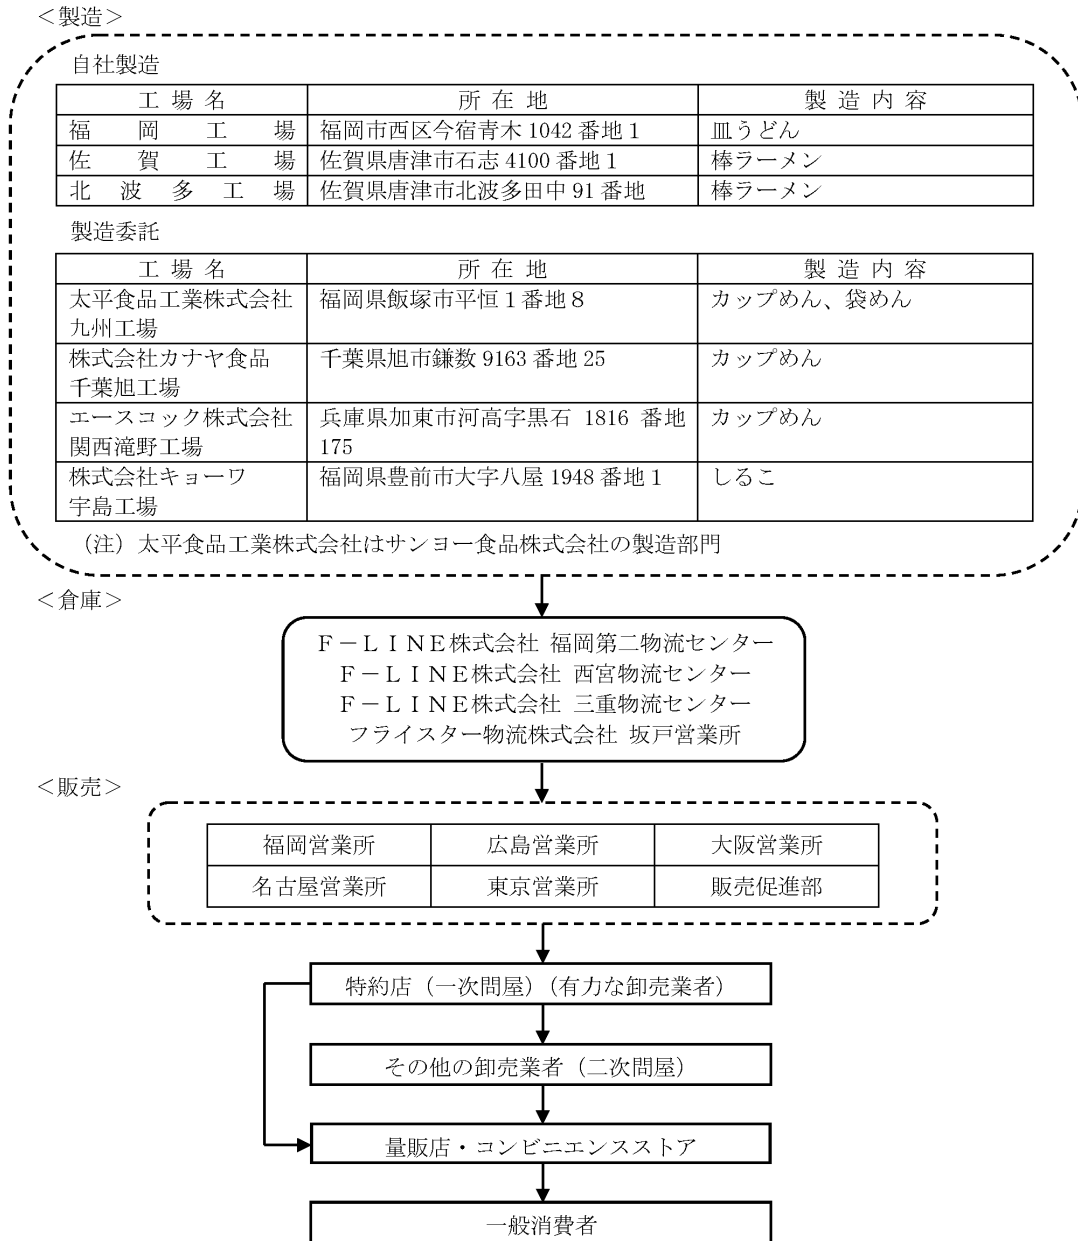 ＜製造＞
自社製造
工場名 所在地 製造内容
福岡工場 福岡市西区今宿青木 1042 番地 1 皿うどん
佐賀工場 佐賀県唐津市石志 4100 番地 1 棒ラーメン
北波多工場 佐賀県唐津市北波多田中 91 番地 棒ラーメン
製造委託
工場名 所在地 製造内容
太平食品工業株式会社 福岡県飯塚市平恒 1 番地８ カップめん、袋めん
九州工場
株式会社カナヤ食品 千葉県旭市鎌数 9163 番地 25 カップめん
千葉旭工場
エースコック株式会社 兵庫県加東市河高字黒石 1816 番地 カップめん
関西滝野工場 175
株式会社キョーワ 福岡県豊前市大字八屋 1948 番地 1 しるこ
宇島工場
（注）太平食品工業株式会社はサンヨー食品株式会社の製造部門
＜倉庫＞
Ｆ－ＬＩＮＥ株式会社 福岡第二物流センター
Ｆ－ＬＩＮＥ株式会社 西宮物流センター
Ｆ－ＬＩＮＥ株式会社 三重物流センター
フライスター物流株式会社 坂戸営業所
＜販売＞
福岡営業所 広島営業所 大阪営業所
名古屋営業所 東京営業所 販売促進部
特約店（一次問屋）（有力な卸売業者）
その他の卸売業者（二次問屋）
量販店・コンビニエンスストア
一般消費者